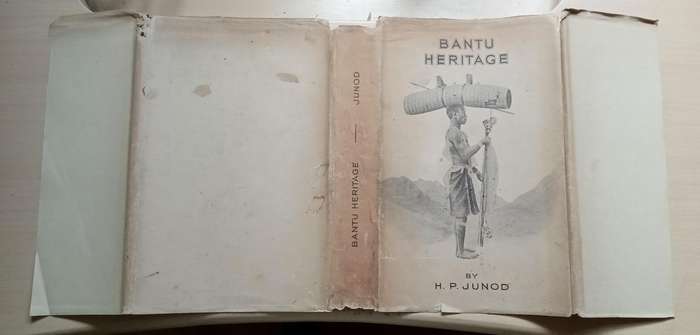 BANTU HERITAGE — JUNOD
BANTU
HERITAGE
BY
H. P. JUNOD